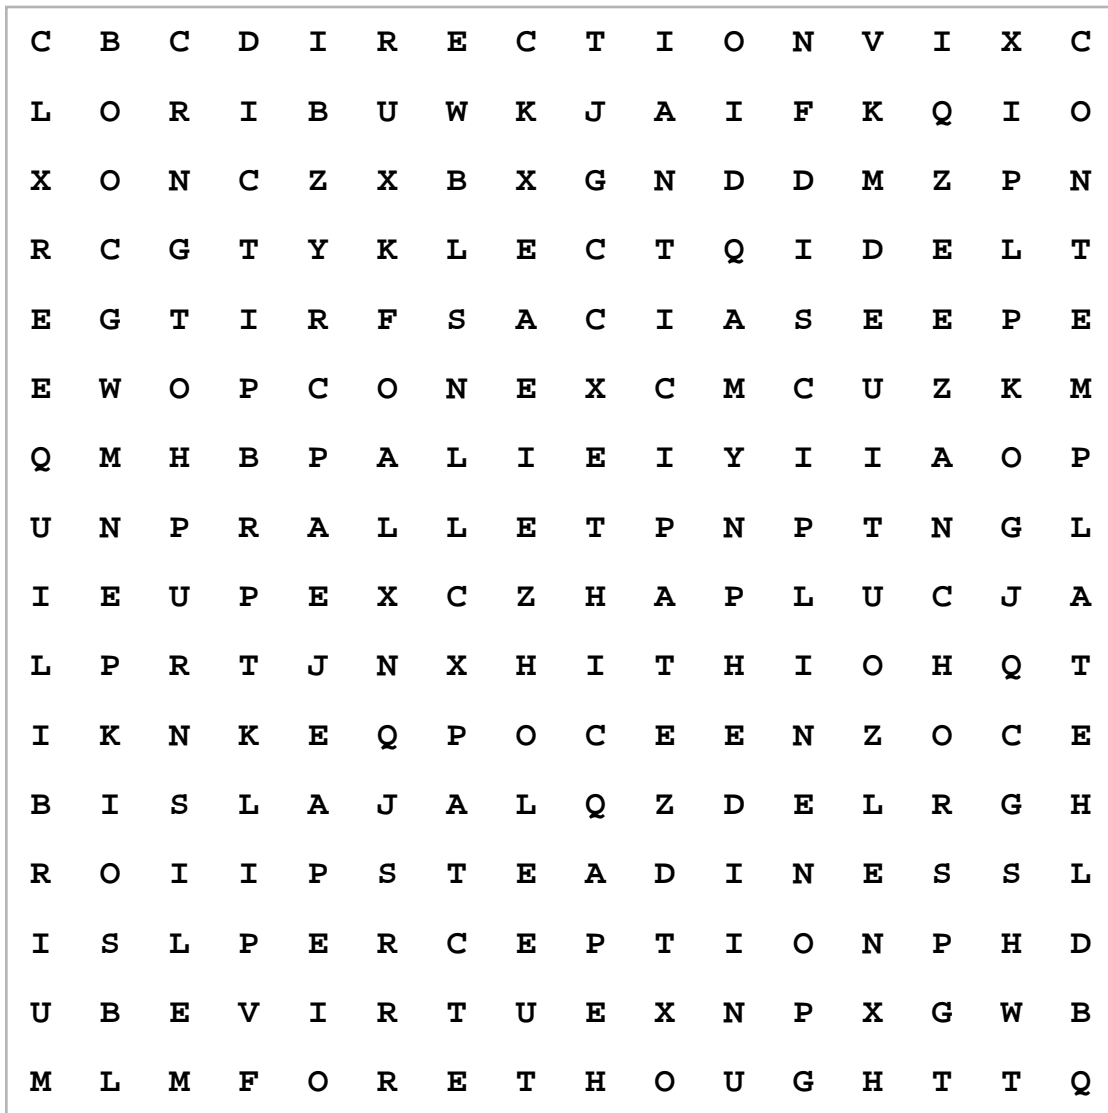 C B C D I R E C T I O N V I X C
L O R I B U W K J A I F K Q I O
X O N C Z X B X G N D D M Z P N
R C G T Y K L E C T Q I D E L T
E G T I R F S A C I A S E E P E
E W O P C O N E X C M C U Z K M
Q M H B P A L I E I Y I I A O P
U N P R A L L E T P N P T N G L
I E U P E X C Z H A P L U C J A
L P R T J N X H I T H I O H Q T
I K N K E Q P O C E E N Z O C E
B I S L A J A L Q Z D E L R G H
R O I I P S T E A D I N E S S L
I S L P E R C E P T I O N P H D
U B E V I R T U E X N P X G W B
M L M F O R E T H O U G H T T Q